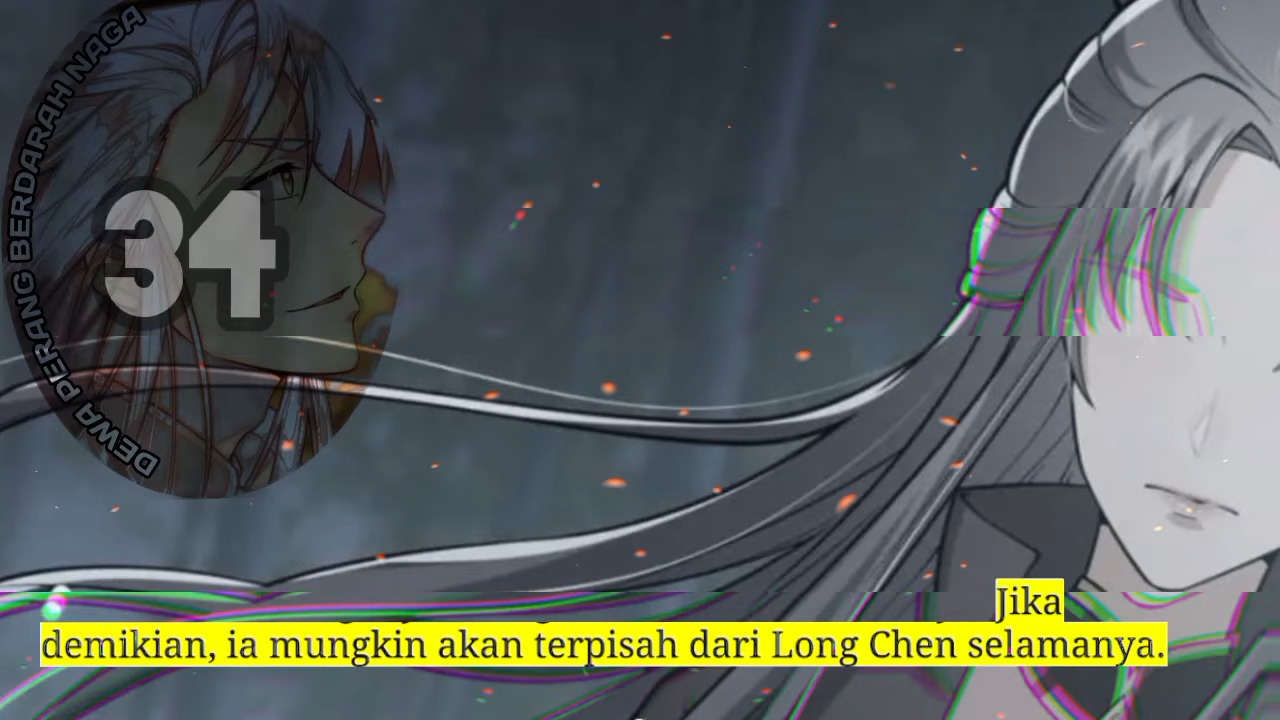 DEWA PERANG BERDARAH NAGA
34
Jika
demikian, ia mungkin akan terpisah dari Long Chen selamanya.